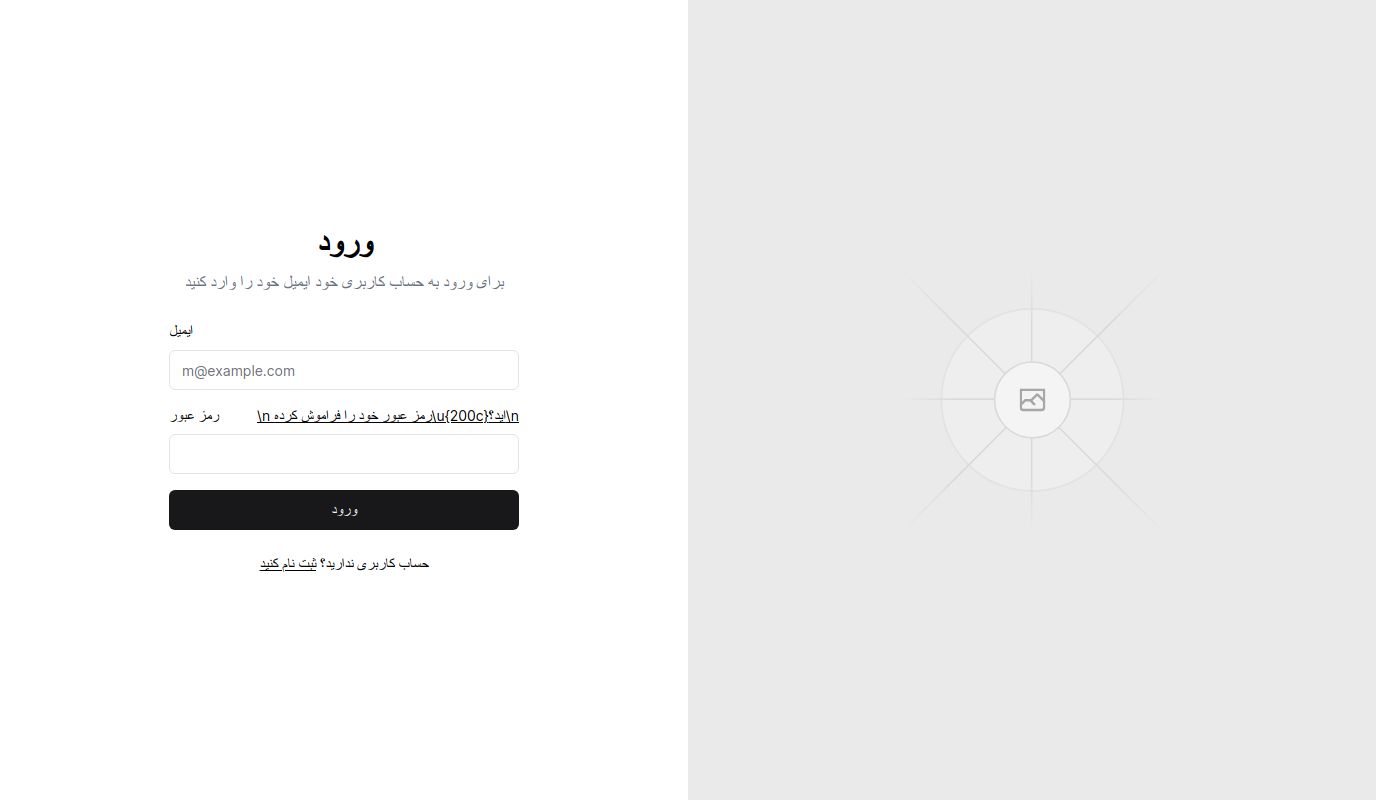 ورود
برای ورود به حساب کاربری خود ایمیل خود را وارد کنید
ایمیل
m@example.com
رمز عبور
\n رمز عبور خود را فراموش کرده\u{200c}اید؟\n
ورود
حساب کاربری ندارید؟ ثبت نام کنید